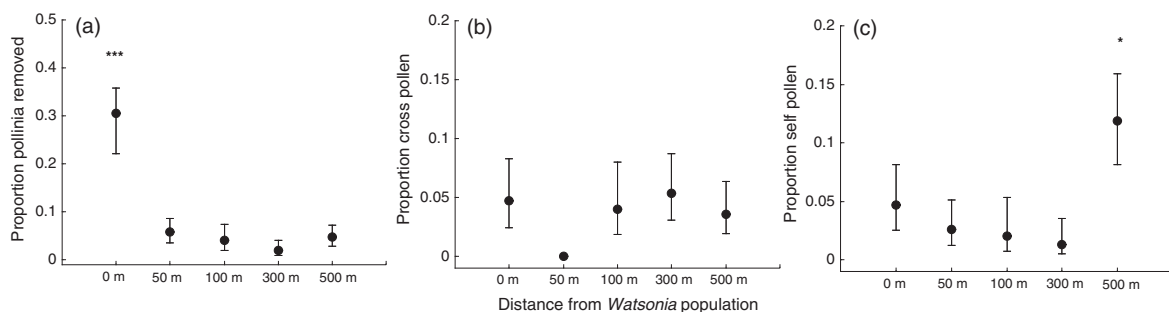 (a)
Proportion pollinia removed
0.5
0.4
0.3
0.2
0.1
0
***
0 m 50 m 100 m 300 m 500 m
(b)
Proportion cross pollen
0.2
0.15
0.1
0.05
0
0 m 50 m 100 m 300 m 500 m
Distance from Watsonia population
(c)
Proportion self pollen
0.2
0.15
0.1
0.05
0
*
0 m 50 m 100 m 300 m 500 m